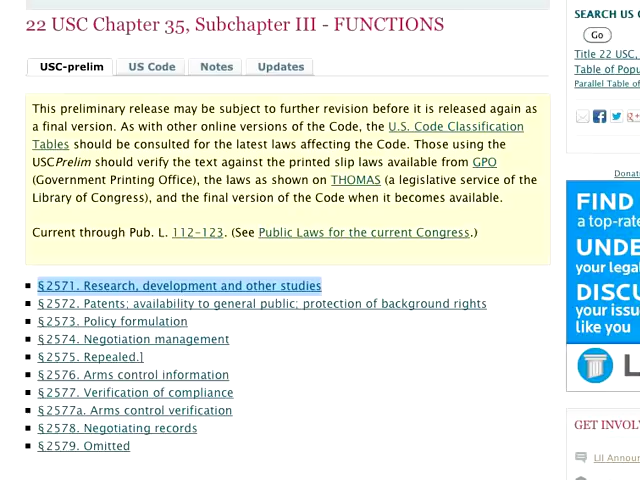 22 USC Chapter 35, Subchapter III - FUNCTIONS
USC-prelim
US Code
Notes
Updates
This preliminary release may be subject to further revision before it is released again as
a final version. As with other online versions of the Code, the U.S. Code Classification
Tables should be consulted for the latest laws affecting the Code. Those using the
USCPrelim should verify the text against the printed slip laws available from GPO
(Government Printing Office), the laws as shown on THOMAS (a legislative service of the
Library of Congress), and the final version of the Code when it becomes available.
Current through Pub. L. 112-123. (See Public Laws for the current Congress.)
§2571. Research, development and other studies
§2572. Patents; availability to general public; protection of background rights
§2573. Policy formulation
§2574. Negotiation management
§2575. Repealed.]
§2576. Arms control information
§2577. Verification of compliance
§2577a. Arms control verification
§2578. Negotiating records
§2579. Omitted
SEARCH US
Go
Title 22 USC,
Table of Popu
Parallel Table of
Donat
FIND
a top-rate
UNDE
your legal
DISCU
your issu
like you
L
GET INVOL
LII Announ